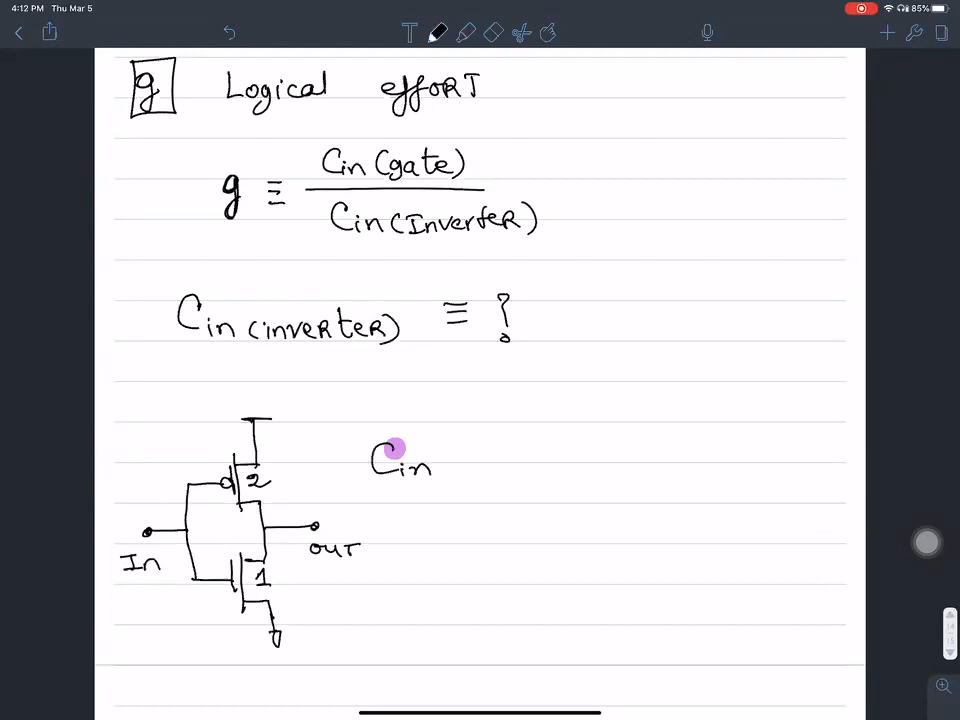 4:12 PM Thu Mar 5
85%
g Logical effoRT
g ≡ Cin (gate)
Cin (InverteR)
Cin (inverteR) ≡ ?
2
Cin
In
OUT
1